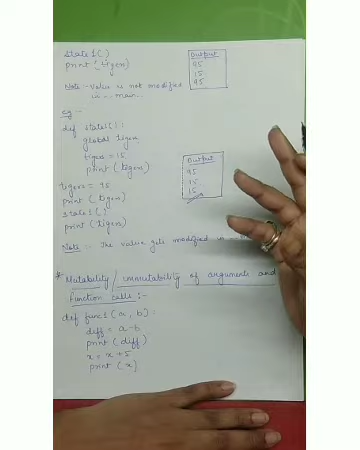 state1()
print (tigers)
Output
95
15
95
Note - Value is not modified
in __main__
eg :-
def state1():
global tigers
tigers = 15
print (tigers)
Output
95
15
15
tigers = 95
print (tigers)
state1()
print (tigers)
Note :- The value gets modified in
* Mutability / immutability of arguments and
function calls :-
def func1 (a, b) :
diff = a-b
print (diff)
x = x + 5
print (x)